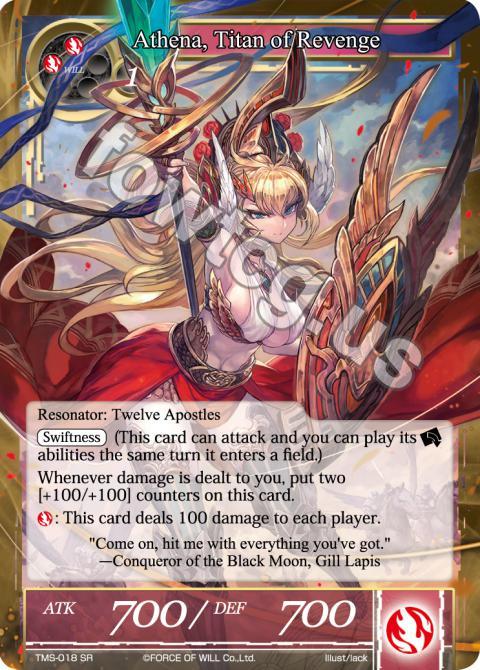 Athena, Titan of Revenge
WILL
1
fowtcg.us
Resonator: Twelve Apostles
Swiftness (This card can attack and you can play its
abilities the same turn it enters a field.)
Whenever damage is dealt to you, put two
[+100/+100] counters on this card.
: This card deals 100 damage to each player.
"Come on, hit me with everything you've got."
—Conqueror of the Black Moon, Gill Lapis
ATK 700 / DEF 700
TMS-018 SR ©FORCE OF WILL Co.,Ltd. Illust/lack